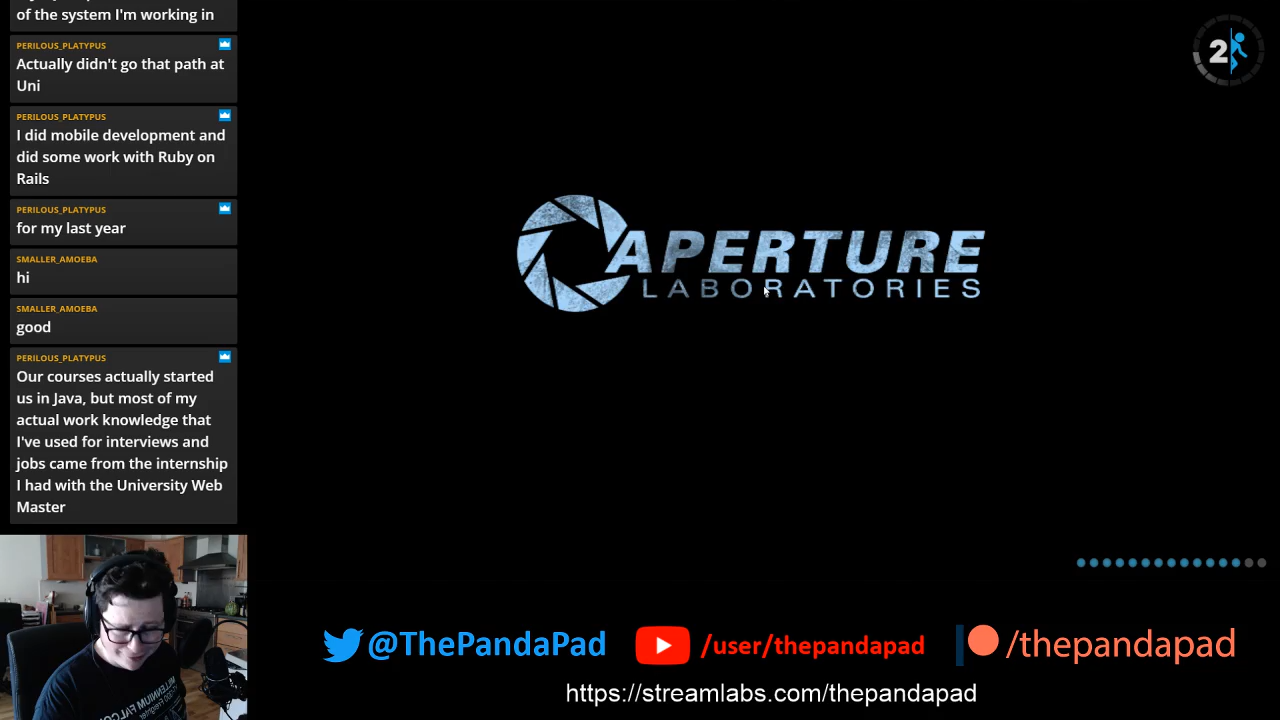 of the system I'm working in
PERILOUS_PLATYPUS
Actually didn't go that path at
Uni
PERILOUS_PLATYPUS
I did mobile development and
did some work with Ruby on
Rails
PERILOUS_PLATYPUS
for my last year
SMALLER_AMOEBA
hi
SMALLER_AMOEBA
good
PERILOUS_PLATYPUS
Our courses actually started
us in Java, but most of my
actual work knowledge that
I've used for interviews and
jobs came from the internship
I had with the University Web
Master
2
APERTURE
LABORATORIES
MILLENNIUM FALCO
@ThePandaPad
/user/thepandapad
/thepandapad
https://streamlabs.com/thepandapad